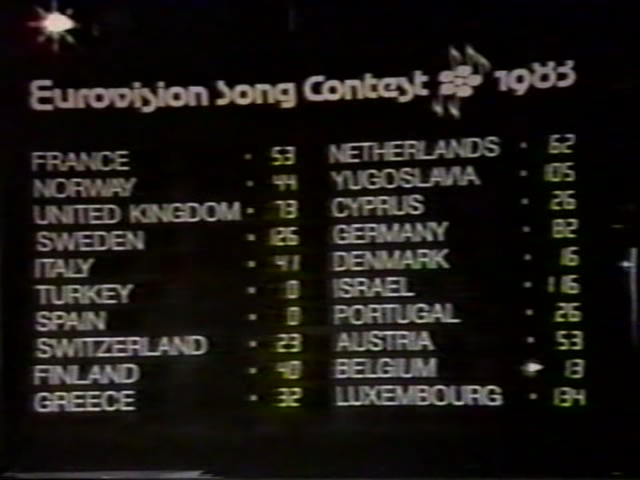 Eurovision Song Contest 1983
FRANCE 53
NORWAY 44
UNITED KINGDOM 73
SWEDEN 126
ITALY 41
TURKEY 0
SPAIN 0
SWITZERLAND 23
FINLAND 40
GREECE 32
NETHERLANDS 62
YUGOSLAVIA 105
CYPRUS 26
GERMANY 82
DENMARK 16
ISRAEL 116
PORTUGAL 26
AUSTRIA 53
BELGIUM 13
LUXEMBOURG 134